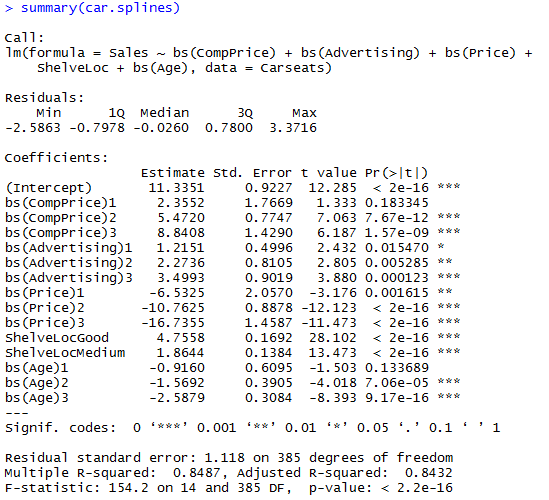 > summary(car.splines)
Call:
lm(formula = Sales ~ bs(CompPrice) + bs(Advertising) + bs(Price) +
    ShelveLoc + bs(Age), data = Carseats)
Residuals:
    Min      1Q  Median      3Q     Max
-2.5863 -0.7978 -0.0260  0.7800  3.3716
Coefficients:
                 Estimate Std. Error t value Pr(>|t|)
(Intercept)       11.3351     0.9227  12.285  < 2e-16 ***
bs(CompPrice)1     2.3552     1.7669   1.333 0.183345
bs(CompPrice)2     5.4720     0.7747   7.063 7.67e-12 ***
bs(CompPrice)3     8.8408     1.4290   6.187 1.57e-09 ***
bs(Advertising)1   1.2151     0.4996   2.432 0.015470 *
bs(Advertising)2   2.2736     0.8105   2.805 0.005285 **
bs(Advertising)3   3.4993     0.9019   3.880 0.000123 ***
bs(Price)1        -6.5325     2.0570  -3.176 0.001615 **
bs(Price)2       -10.7625     0.8878 -12.123  < 2e-16 ***
bs(Price)3       -16.7355     1.4587 -11.473  < 2e-16 ***
ShelveLocGood      4.7558     0.1692  28.102  < 2e-16 ***
ShelveLocMedium    1.8644     0.1384  13.473  < 2e-16 ***
bs(Age)1          -0.9160     0.6095  -1.503 0.133689
bs(Age)2          -1.5692     0.3905  -4.018 7.06e-05 ***
bs(Age)3          -2.5879     0.3084  -8.393 9.17e-16 ***
---
Signif. codes:  0 ‘***’ 0.001 ‘**’ 0.01 ‘*’ 0.05 ‘.’ 0.1 ‘ ’ 1
Residual standard error: 1.118 on 385 degrees of freedom
Multiple R-squared:  0.8487, Adjusted R-squared:  0.8432
F-statistic: 154.2 on 14 and 385 DF,  p-value: < 2.2e-16